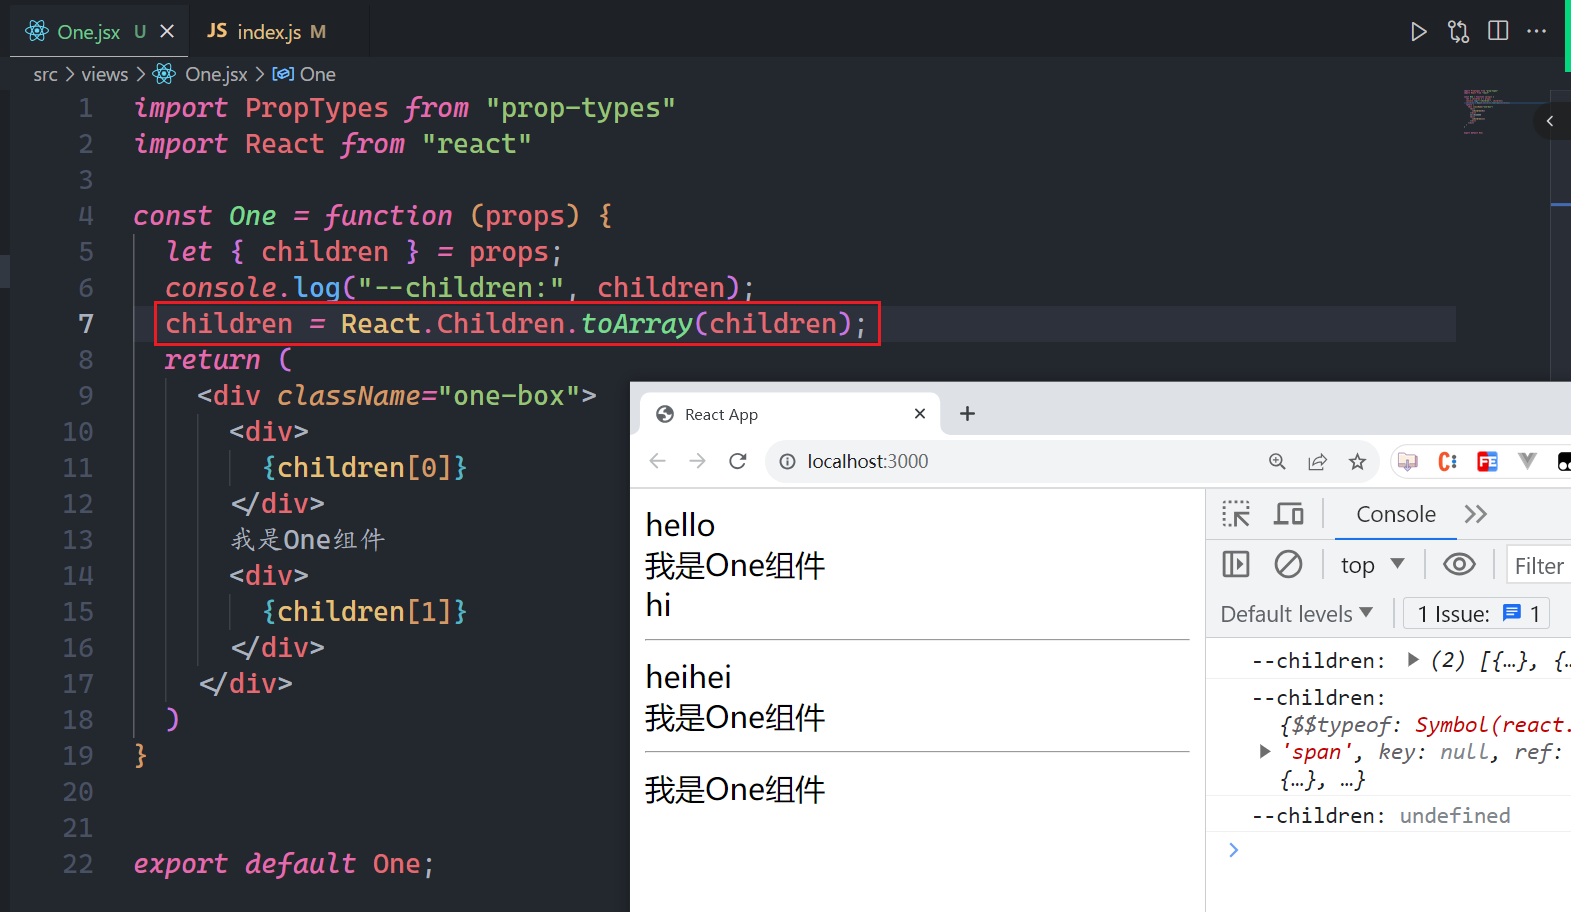 One.jsx U
JS index.js M
src > views > One.jsx > One
1 import PropTypes from "prop-types"
2 import React from "react"
3
4 const One = function (props) {
5 let { children } = props;
6 console.log("--children:", children);
7 children = React.Children.toArray(children);
8 return (
9 <div className="one-box">
10 <div>
11 {children[0]}
12 </div>
13 我是One组件
14 <div>
15 {children[1]}
16 </div>
17 </div>
18 )
19 }
20
21
22 export default One;
React App
localhost:3000
C:
FE
hello
我是One组件
hi
heihei
我是One组件
我是One组件
Console
top
Filter
Default levels
1 Issue: 1
--children: (2) [{…}, {…
--children:
{$$typeof: Symbol(react.
'span', key: null, ref:
{…}, …}
--children: undefined